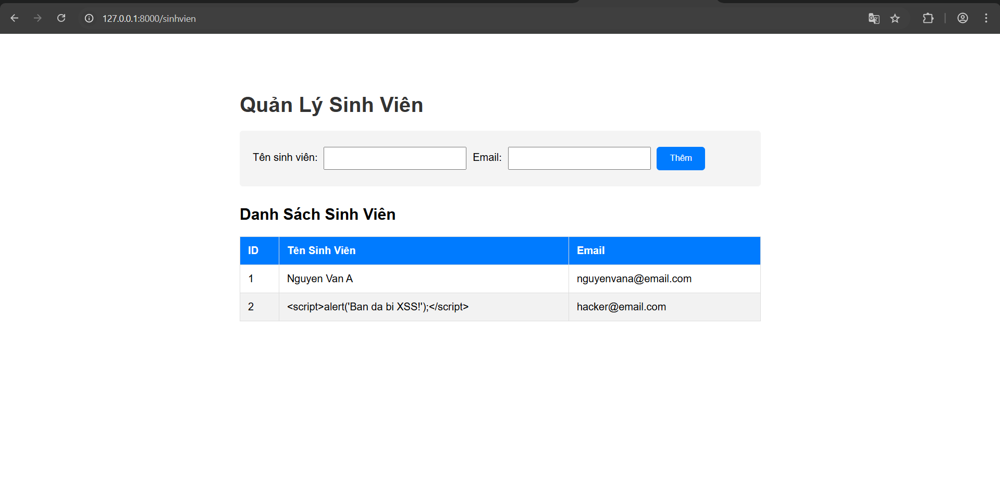 127.0.0.1:8000/sinhvien
Quản Lý Sinh Viên
Tên sinh viên: Email: Thêm
Danh Sách Sinh Viên
ID Tên Sinh Viên Email
1 Nguyen Van A nguyenvana@email.com
2 <script>alert('Ban da bi XSS!');</script> hacker@email.com